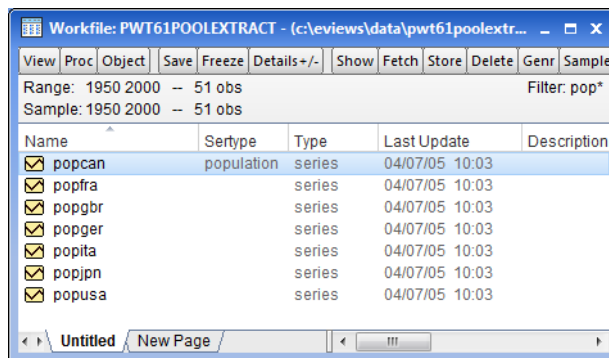 Workfile: PWT61POOLEXTRACT - (c:\eviews\data\pwt61poolextr...
View Proc Object Save Freeze Details+/- Show Fetch Store Delete Genr Sample
Range: 1950 2000 -- 51 obs Filter: pop*
Sample: 1950 2000 -- 51 obs
Name Sertype Type Last Update Description
popcan population series 04/07/05 10:03
popfra series 04/07/05 10:03
popgbr series 04/07/05 10:03
popger series 04/07/05 10:03
popita series 04/07/05 10:03
popjpn series 04/07/05 10:03
popusa series 04/07/05 10:03
Untitled New Page